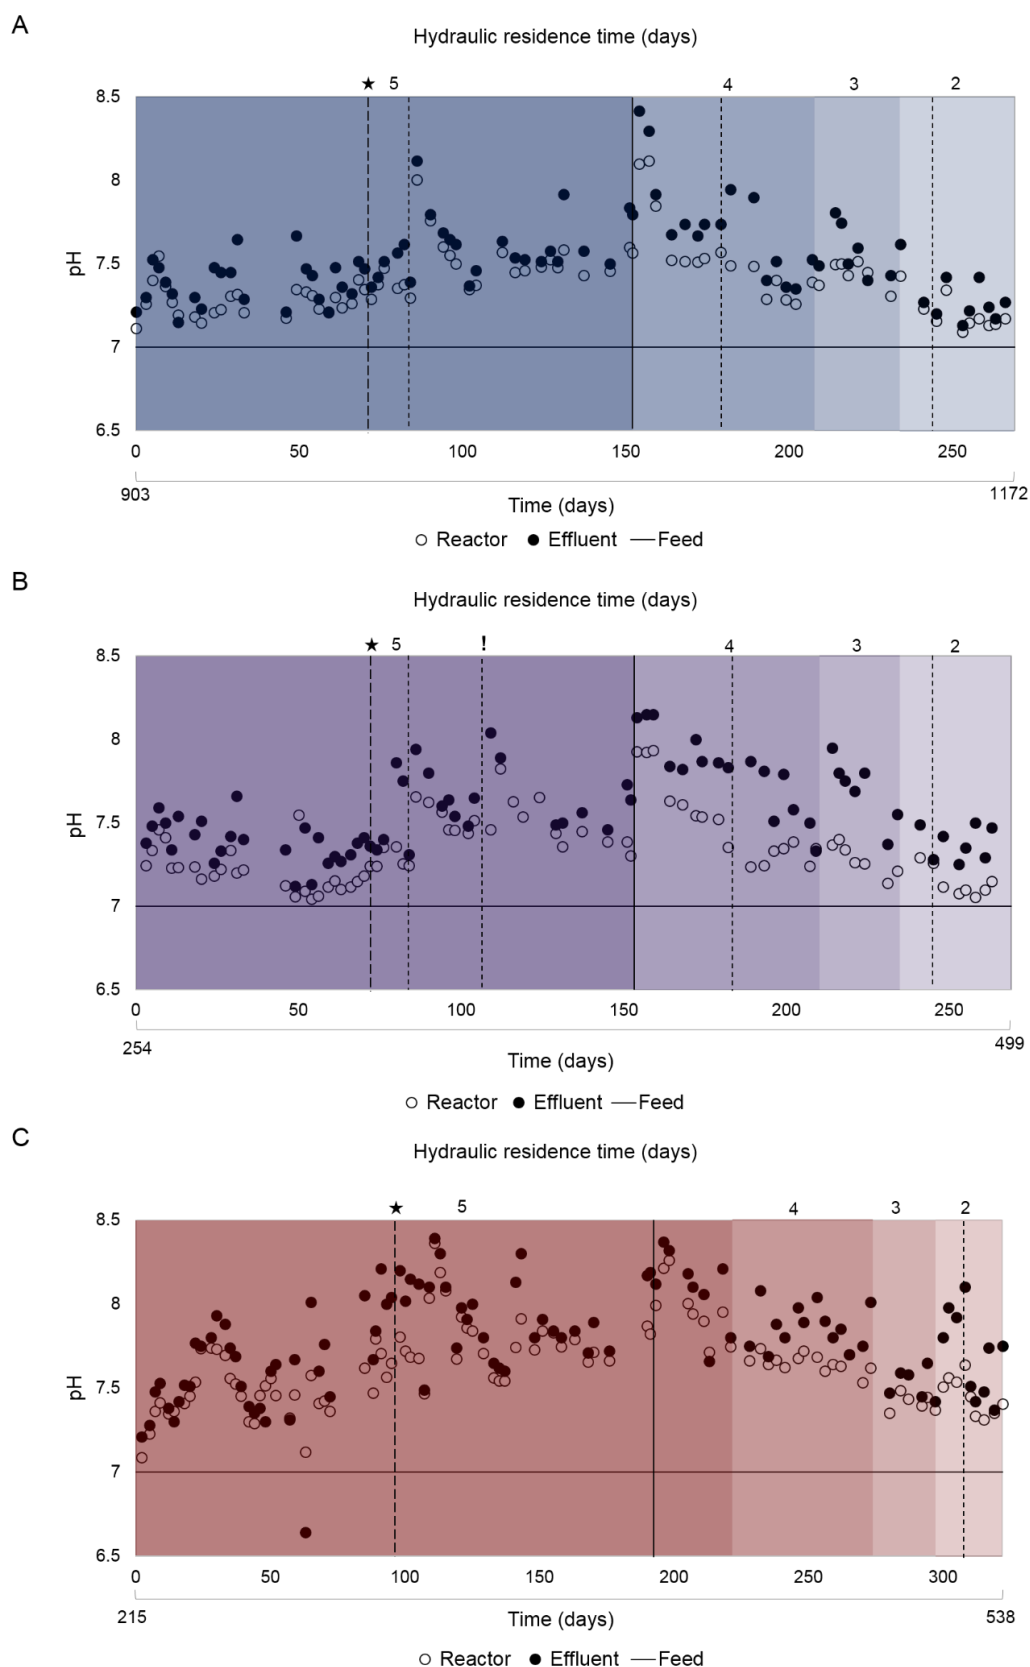 A
Hydraulic residence time (days)
★ 5 4 3 2
8.5
8
7.5
7
6.5
pH
0 50 100 150 200 250
903 1172
Time (days)
○ Reactor ● Effluent — Feed
B
Hydraulic residence time (days)
★ 5 ! 4 3 2
8.5
8
7.5
7
6.5
pH
0 50 100 150 200 250
254 499
Time (days)
○ Reactor ● Effluent — Feed
C
Hydraulic residence time (days)
★ 5 4 3 2
8.5
8
7.5
7
6.5
pH
0 50 100 150 200 250 300
215 538
Time (days)
○ Reactor ● Effluent — Feed